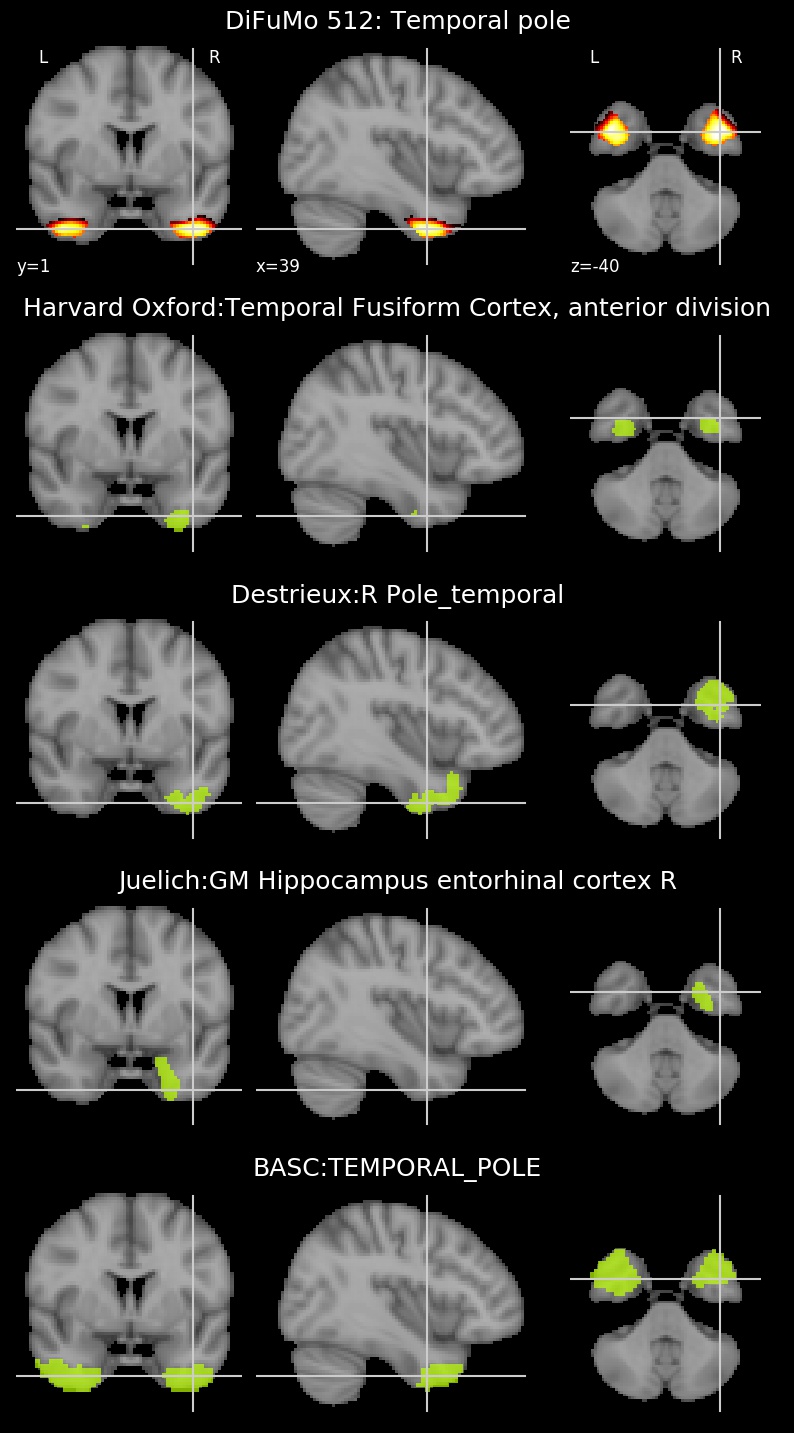 DiFuMo 512: Temporal pole
L R L R
y=1 x=39 z=-40
Harvard Oxford:Temporal Fusiform Cortex, anterior division
Destrieux:R Pole_temporal
Juelich:GM Hippocampus entorhinal cortex R
BASC:TEMPORAL_POLE